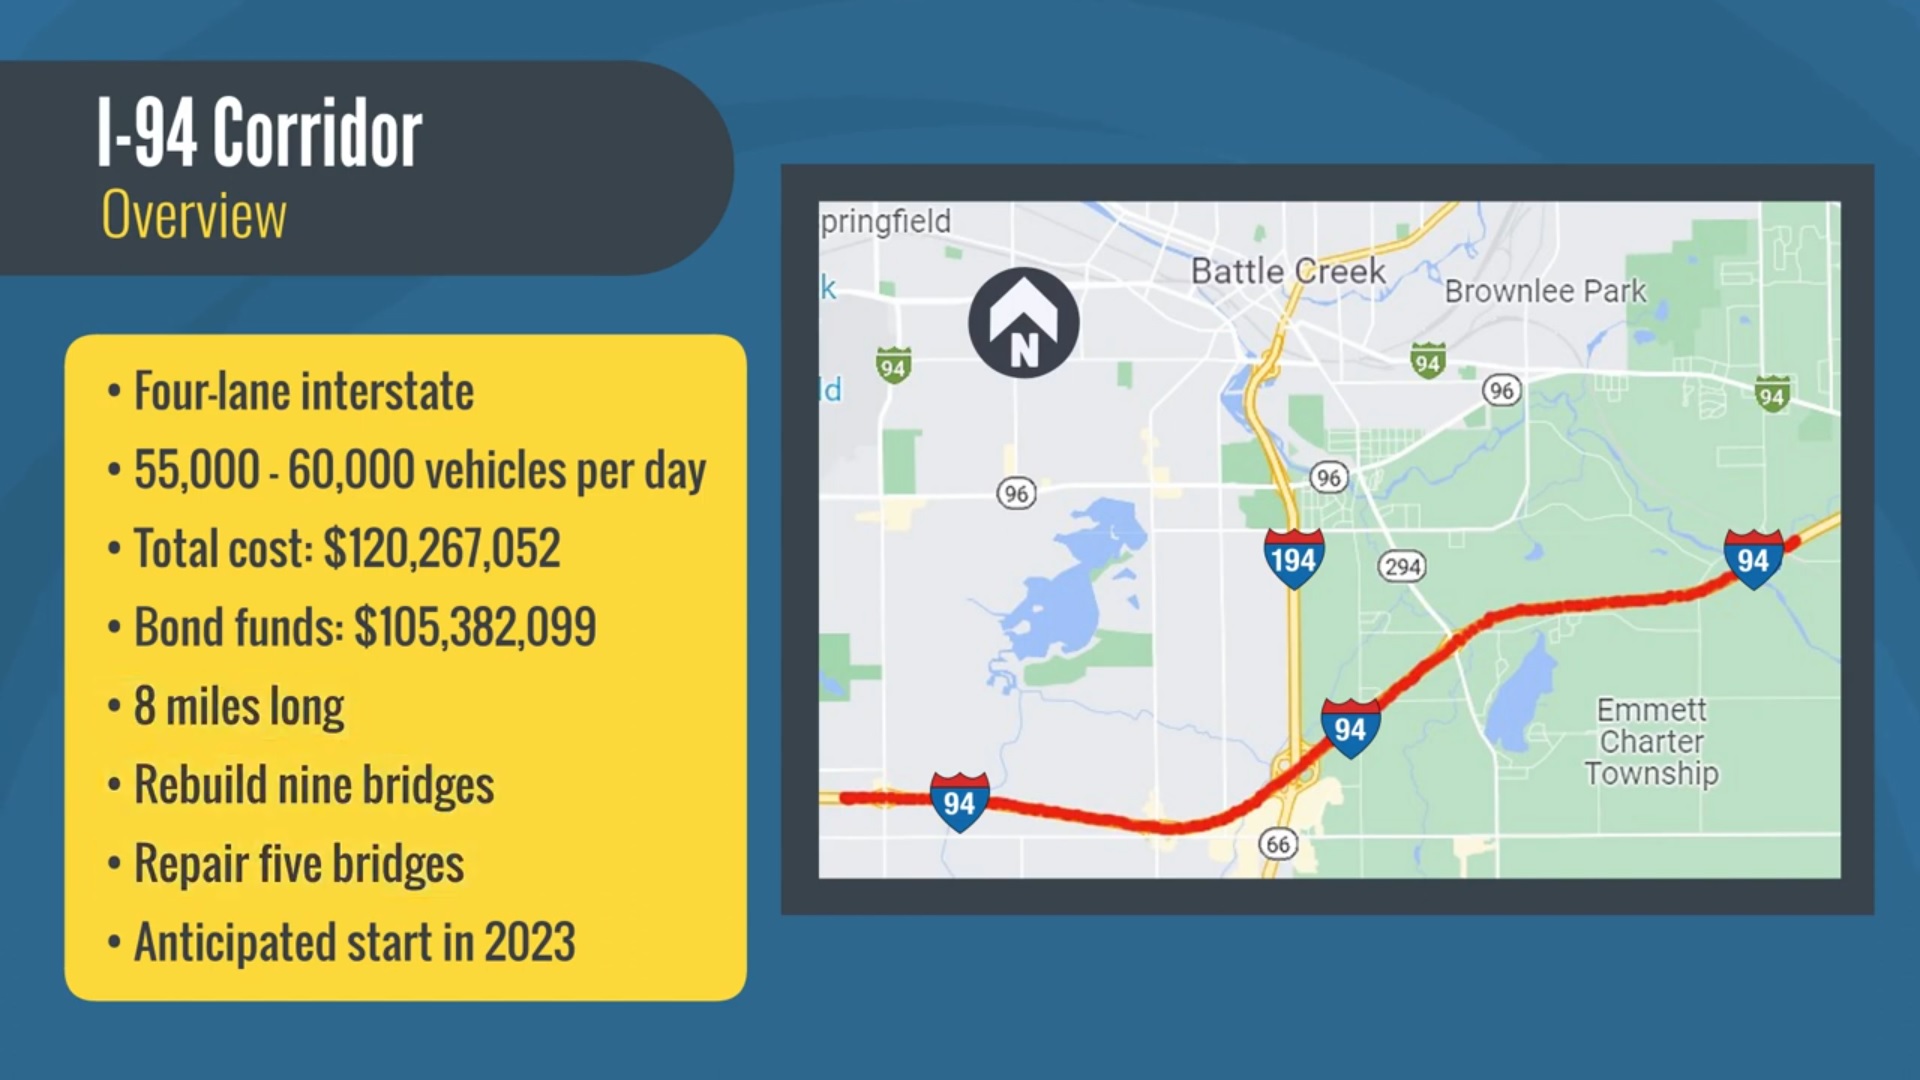 I-94 Corridor
Overview
• Four-lane interstate
• 55,000 - 60,000 vehicles per day
• Total cost: $120,267,052
• Bond funds: $105,382,099
• 8 miles long
• Rebuild nine bridges
• Repair five bridges
• Anticipated start in 2023
pringfield
Battle Creek
Brownlee Park
k
N
94
94
96
94
ld
96
96
194
294
94
94
Emmett
Charter
Township
94
66